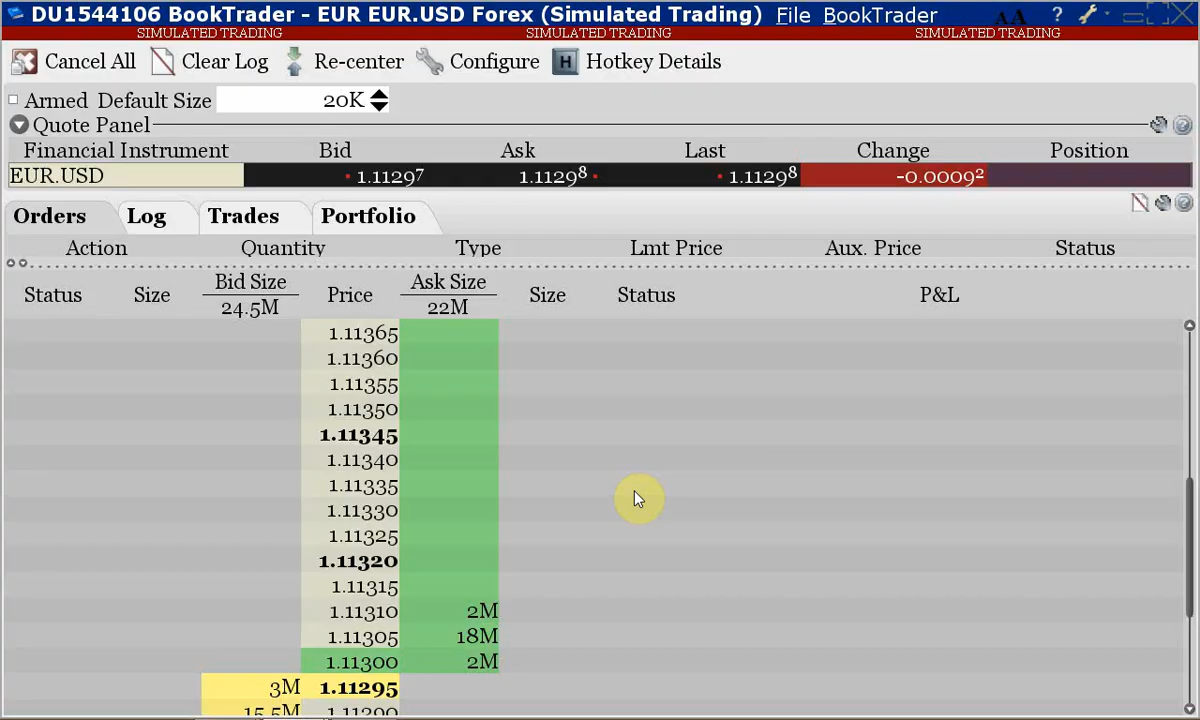 DU1544106 BookTrader - EUR EUR.USD Forex (Simulated Trading) File BookTrader AA ?
SIMULATED TRADING SIMULATED TRADING SIMULATED TRADING
Cancel All Clear Log Re-center Configure H Hotkey Details
Armed Default Size 20K
Quote Panel
Financial Instrument Bid Ask Last Change Position
EUR.USD 1.11297 1.11298 1.11298 -0.00092
Orders Log Trades Portfolio
Action Quantity Type Lmt Price Aux. Price Status
Status Size Bid Size Price Ask Size Size Status P&L
24.5M 22M
1.11365
1.11360
1.11355
1.11350
1.11345
1.11340
1.11335
1.11330
1.11325
1.11320
1.11315
1.11310 2M
1.11305 18M
1.11300 2M
3M 1.11295
15.5M 1.11290